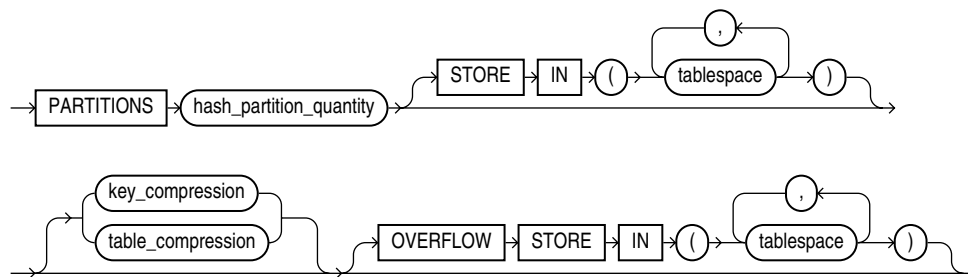 ,
STORE IN ( tablespace )
PARTITIONS hash_partition_quantity
key_compression ,
table_compression OVERFLOW STORE IN ( tablespace )